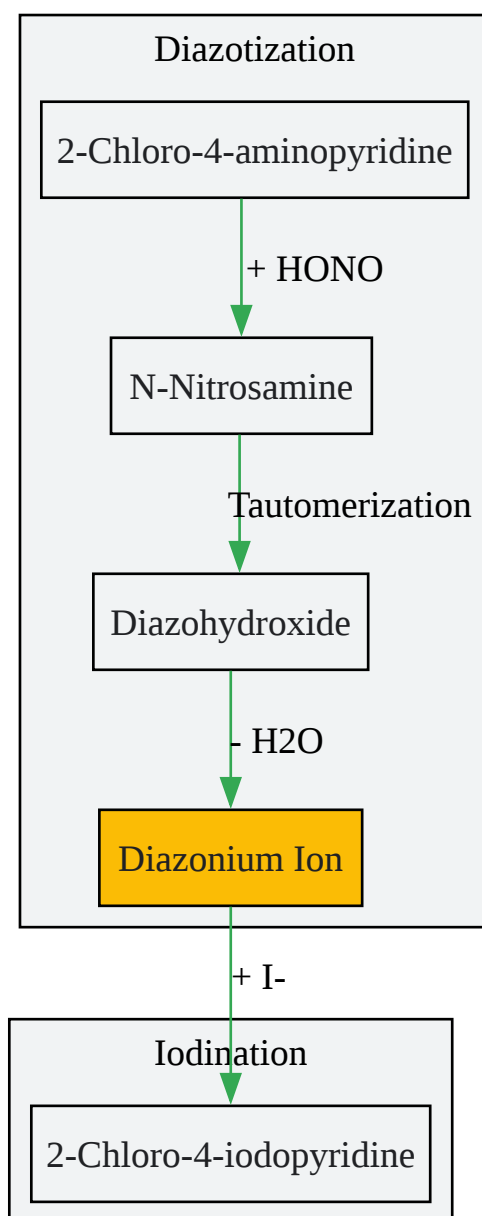 Diazotization
2-Chloro-4-aminopyridine
+ HONO
N-Nitrosamine
Tautomerization
Diazohydroxide
- H2O
Diazonium Ion
+ I-
Iodination
2-Chloro-4-iodopyridine